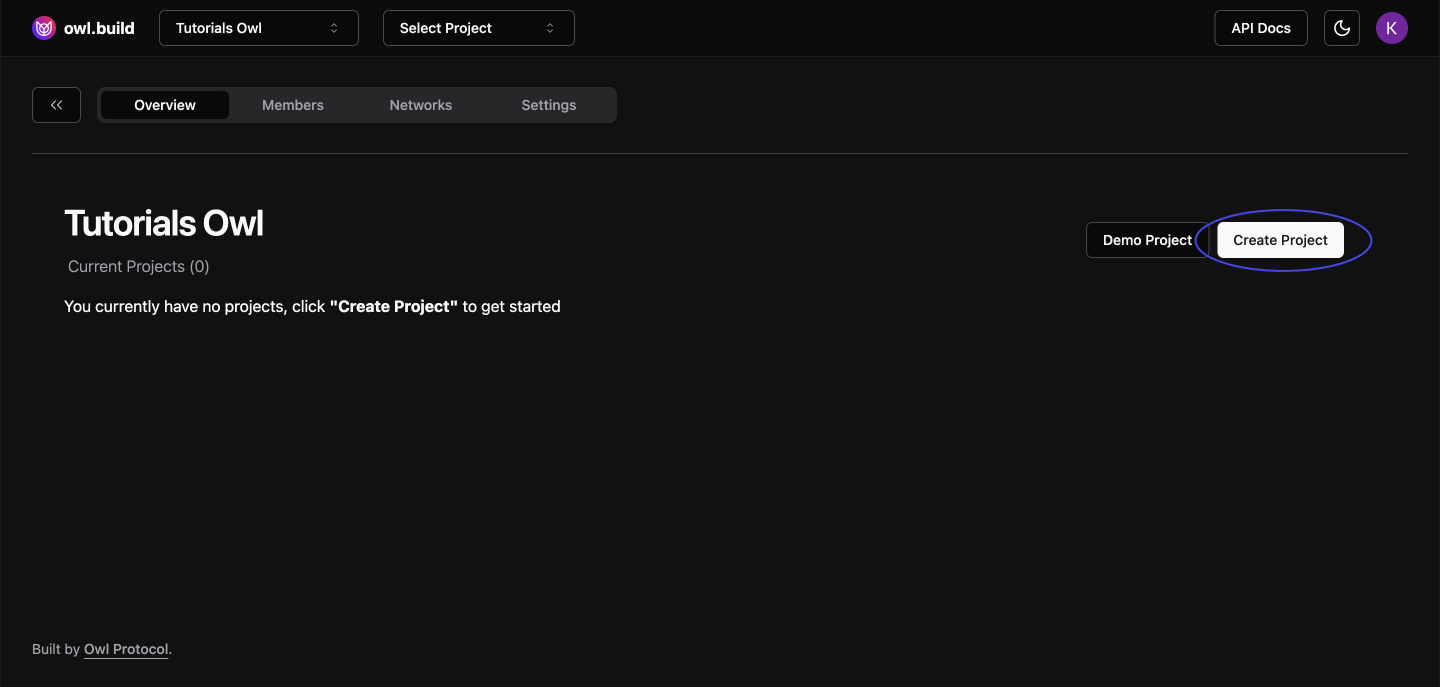 owl.build Tutorials Owl Select Project API Docs K
Overview Members Networks Settings
Tutorials Owl
Demo Project Create Project
Current Projects (0)
You currently have no projects, click "Create Project" to get started
Built by Owl Protocol.